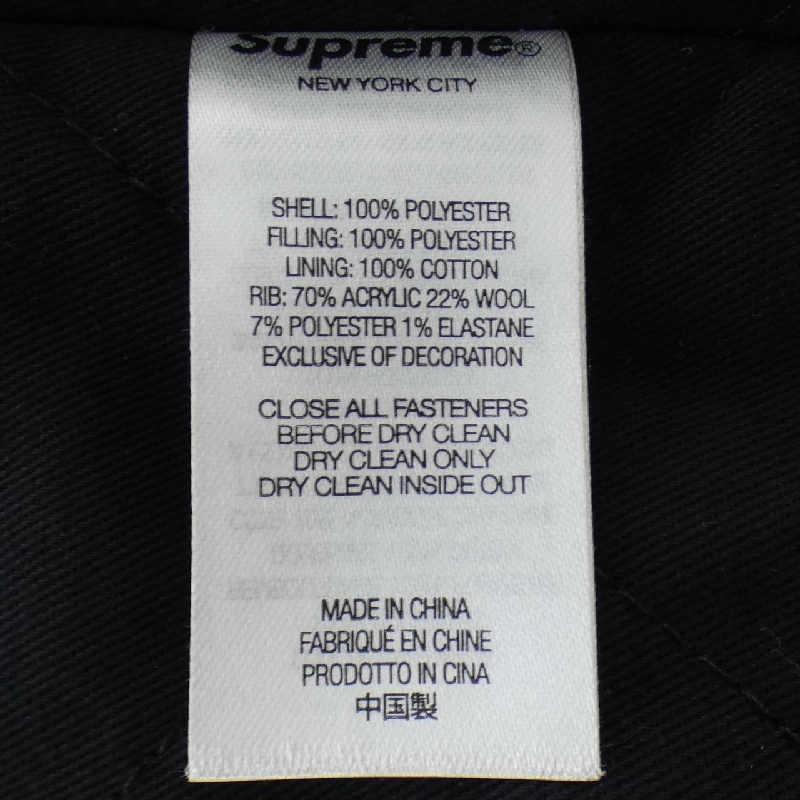 Supreme®
NEW YORK CITY
SHELL: 100% POLYESTER
FILLING: 100% POLYESTER
LINING: 100% COTTON
RIB: 70% ACRYLIC 22% WOOL
7% POLYESTER 1% ELASTANE
EXCLUSIVE OF DECORATION
CLOSE ALL FASTENERS
BEFORE DRY CLEAN
DRY CLEAN ONLY
DRY CLEAN INSIDE OUT
MADE IN CHINA
FABRIQUÉ EN CHINE
PRODOTTO IN CINA
中国製